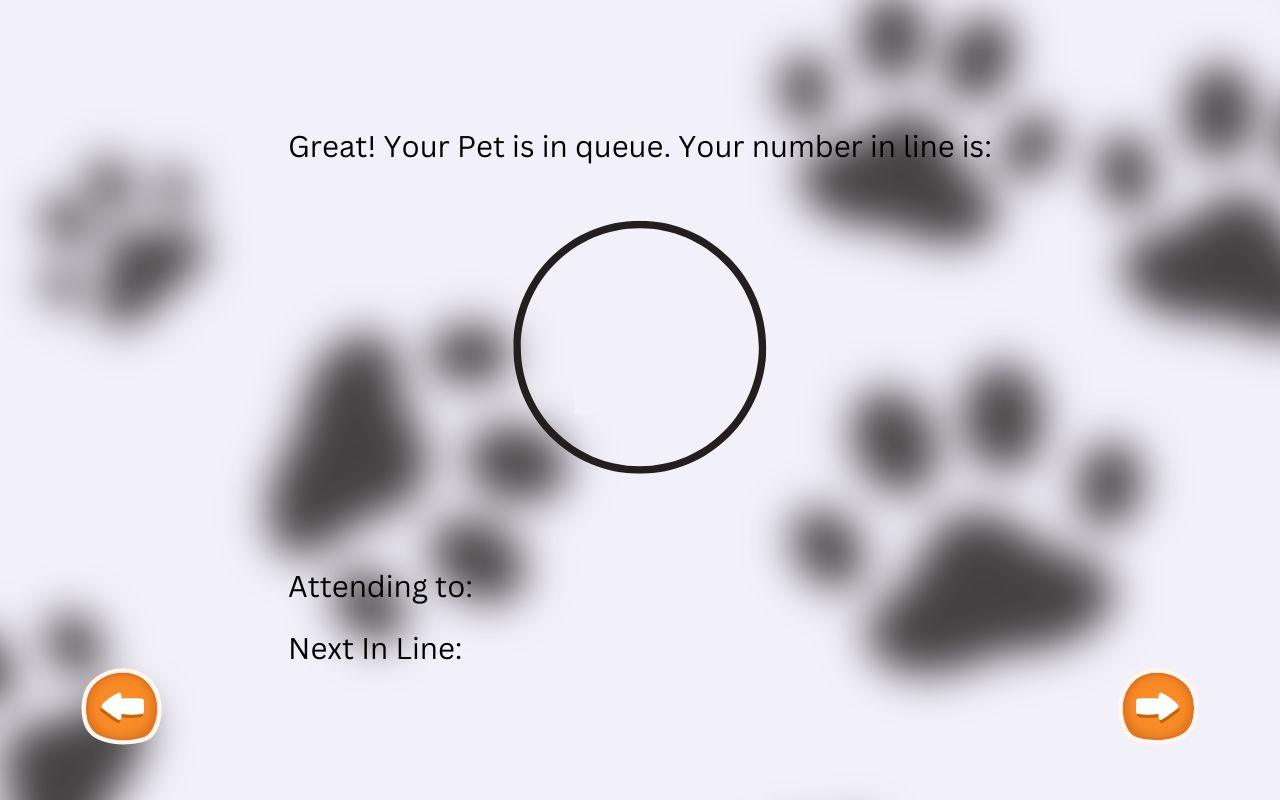 Great! Your Pet is in queue. Your number in line is:
Attending to:
Next In Line: